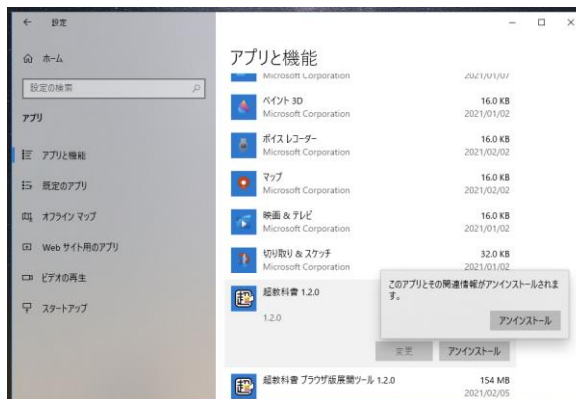 設定
ホーム
設定の検索
アプリ
アプリと機能
既定のアプリ
オフライン マップ
Web サイト用のアプリ
ビデオの再生
スタートアップ
アプリと機能
Microsoft Corporation 2021/01/07
ペイント 3D 16.0 KB
Microsoft Corporation 2021/01/02
ボイス レコーダー 16.0 KB
Microsoft Corporation 2021/02/02
マップ 16.0 KB
Microsoft Corporation 2021/02/02
映画 & テレビ 16.0 KB
Microsoft Corporation 2021/01/02
切り取り & スケッチ 32.0 KB
Microsoft Corporation 2021/01/02
超教科書 1.2.0
1.2.0
このアプリとその関連情報がアンインストールされま
す。
アンインストール
変更 アンインストール
超教科書 ブラウザ版展開ツール 1.2.0 154 MB
2021/02/05